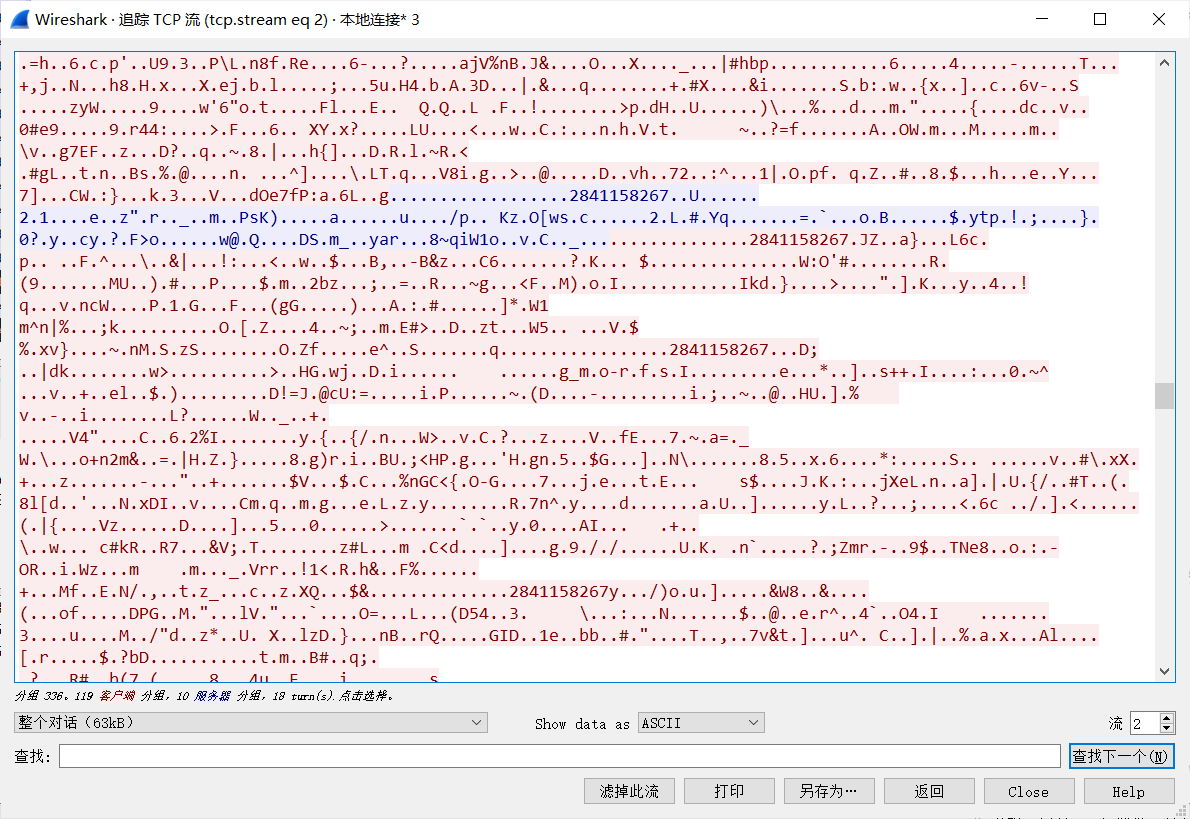 Wireshark · 追踪 TCP 流 (tcp.stream eq 2) · 本地连接* 3
.=h..6.c.p'..U9.3..P\L.n8f.Re....6-...?.....ajV%nB.J&....O...X...._...|#hbp............6.....4.....-......T...
+,j..N...h8.H.x...X.ej.b.l.....;...5u.H4.b.A.3D...|.,&...q........+.#X....&i.......S.b:.w..{x..]..c..6v-..S
......zyW.....9....w'6"o.t.....Fl...E..  Q.Q..L .F..!........>p.dH..U......)\...%...d...m.".....{....dc..v..
0#e9.....9.r44:....>.F...6.. XY.x?.....LU....<...w..C.:...n.h.V.t.      ~..?=f.......A..OW.m...M.....m..
\.v..g7EF..z...D?..q..~.8.|...h{]...D.R.l.~R.<
.#gL..t.n..Bs.%.@....n. ...^]....\.LT.q...V8i.g..>..@.....D..vh..72..:^...1|.O.pf. q.Z..#..8.$...h...e..Y...
7]...CW.:}...k.3...V...dOe7fP:a.6L..g..................2841158267..U......
2.1....e..z".r.._..m..PsK).....a......u..../p.. Kz.O[ws.c......2.L.#.Yq.......=.`...o.B......$.ytp.!.;....}.
0?.y..cy.?.F>o......w@.Q....DS.m_..yar...8~qiW1o..v.C.._.................2841158267.JZ..a}...L6c.
p.. ..F.^...\..&|...!:...<..w..$...B,..-B&z...C6.......?.K... $...............W:O'#........R.
(9.......MU..).#...P....$.m..2bz...;..=..R...~g...<F..M).o.I............Ikd.}....>....".].K...y..4..!
q...v.ncW....P.1.G...F...(gG.....)...A.:.#......]*.W1
m^n|%...;k..........O.[.Z....4..~;..m.E#>..D..zt...W5.. ...V.$
%.xv}....~.nM.S.zS........O.Zf.....e^..S.......q.................2841158267...D;
..|dk........w>..........>..HG.wj..D.i......       ......g_m.o-r.f.s.I.........e...*..]..s++.I....:...0.~^
...v..+..el..$.).........D!=J.@cU:=.....i.P......~.(D....-.........i.;..~..@..HU.].%
v..-..i........L?......W.._..+.
.....V4"....C..6.2%I........y.{..{/.n...W>..v.C.?...z....V..fE...7.~.a=._
W.\...o+n2m&..=.|H.Z.}.....8.g)r.i..BU.;<HP.g...'H.gn.5..$G...]..N\.......8.5..x.6....*:.....S.. ......v..#\.xX.
+...z.......-..."..+.......$V...$.C...%nGC<{.O-G....7...j.e...t.E...    s$....J.K.:...jXeL.n..a].|.U.{/..#T..(.
8l[d..'...N.xDI..v....Cm.q..m.g...e.L.z.y........R.7n^.y....d.......a.U..]......y.L..?...;....<.6c ../.].<......
(.|{....Vz......D....]...5...0......>.......`.`..y.0....AI...   .+..
\..w... c#kR..R7...&V;.T........z#L...m .C<d....]....g.9././......U.K. .n`.....?.;Zmr.-..9$..TNe8..o.:.-
OR..i.Wz...m    .m..._.Vrr..!1<.R.h&..F%......
+...Mf..E.N/.,..t.z_...c..z.XQ...$&..............2841158267y.../)o.u.].....&W8..&....
(...of.....DPG..M."...lV."...`....O=...L...(D54..3.      \...:...N.......$..@..e.r^..4`..O4.I     .......
3....u....M../"d..z*..U. X..lzD.}...nB..rQ.....GID..1e..bb..#."....T..,..7v&t.]...u^. C..].|..%.a.x...Al....
[.r.....$.?bD...........t.m..B#..q;.
分组 336。119 客户端 分组, 10 服务器 分组, 18 turn(s).点击选择。
整个对话 (63kB)
Show data as
ASCII
流
2
查找:
查找下一个(N)
滤掉此流
打印
另存为…
返回
Close
Help